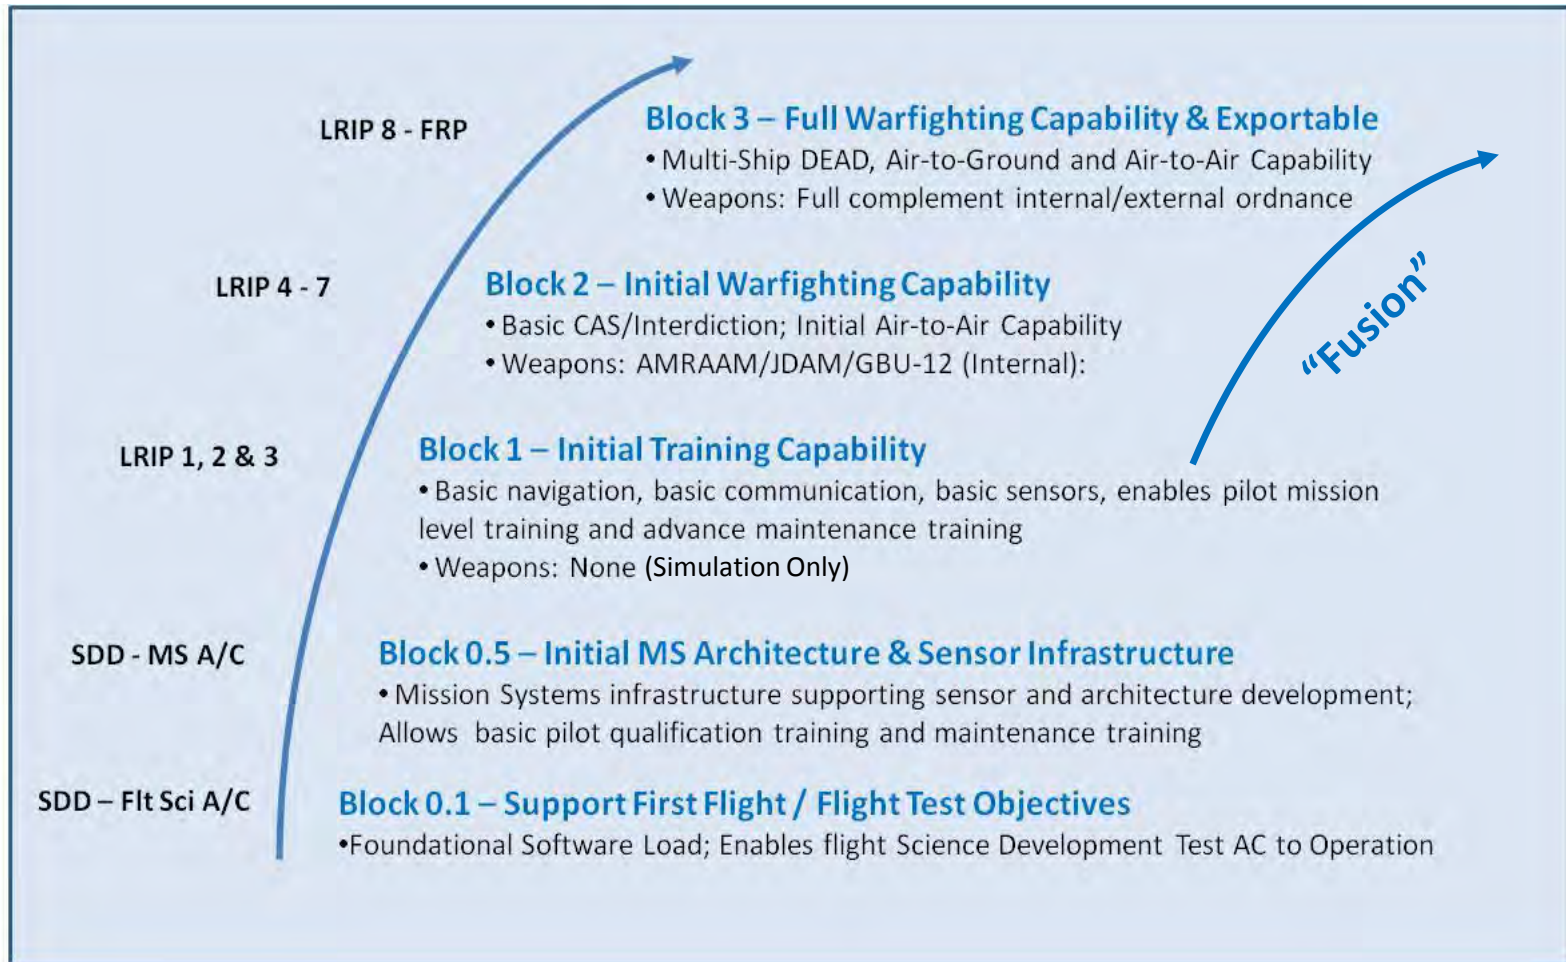 LRIP 8 - FRP
Block 3 – Full Warfighting Capability & Exportable
• Multi-Ship DEAD, Air-to-Ground and Air-to-Air Capability
• Weapons: Full complement internal/external ordnance
LRIP 4 - 7
Block 2 – Initial Warfighting Capability
• Basic CAS/Interdiction; Initial Air-to-Air Capability
• Weapons: AMRAAM/JDAM/GBU-12 (Internal):
“Fusion”
LRIP 1, 2 & 3
Block 1 – Initial Training Capability
• Basic navigation, basic communication, basic sensors, enables pilot mission
level training and advance maintenance training
• Weapons: None (Simulation Only)
SDD - MS A/C
Block 0.5 – Initial MS Architecture & Sensor Infrastructure
• Mission Systems infrastructure supporting sensor and architecture development;
Allows basic pilot qualification training and maintenance training
SDD – Flt Sci A/C
Block 0.1 – Support First Flight / Flight Test Objectives
•Foundational Software Load; Enables flight Science Development Test AC to Operation